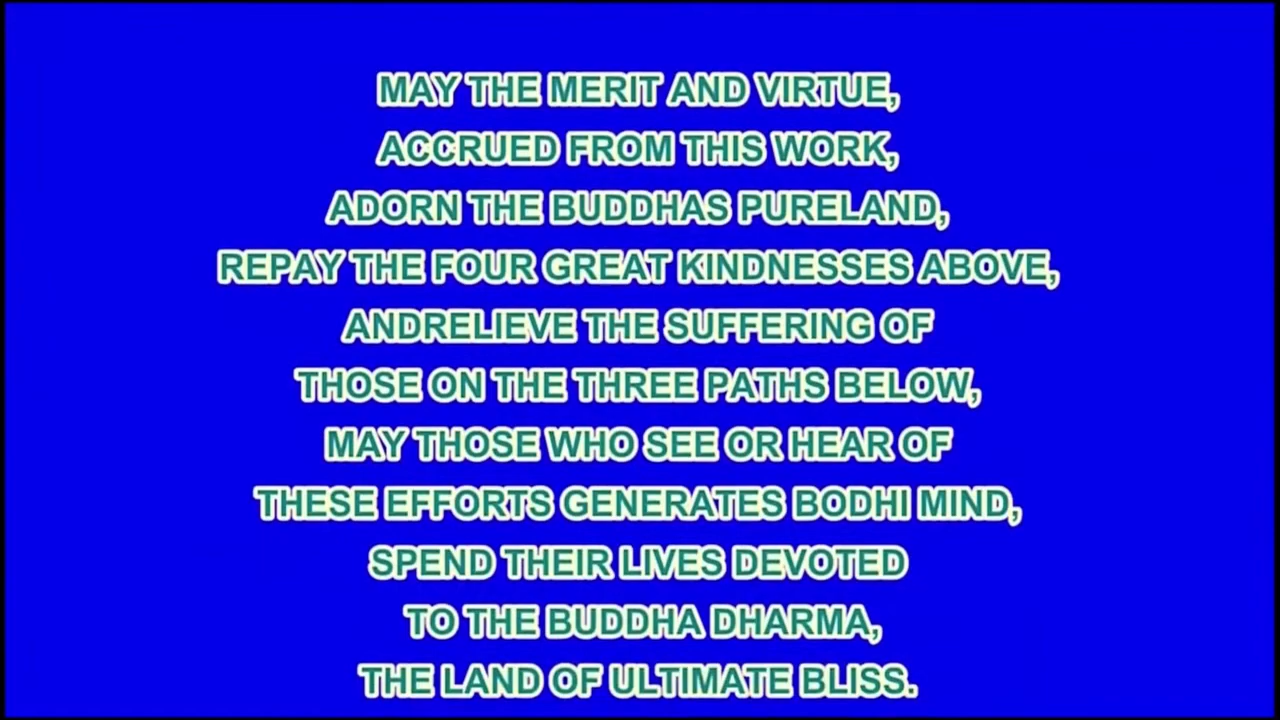 MAY THE MERIT AND VIRTUE,
ACCRUED FROM THIS WORK,
ADORN THE BUDDHAS PURELAND,
REPAY THE FOUR GREAT KINDNESSES ABOVE,
ANDRELIEVE THE SUFFERING OF
THOSE ON THE THREE PATHS BELOW,
MAY THOSE WHO SEE OR HEAR OF
THESE EFFORTS GENERATES BODHI MIND,
SPEND THEIR LIVES DEVOTED
TO THE BUDDHA DHARMA,
THE LAND OF ULTIMATE BLISS.